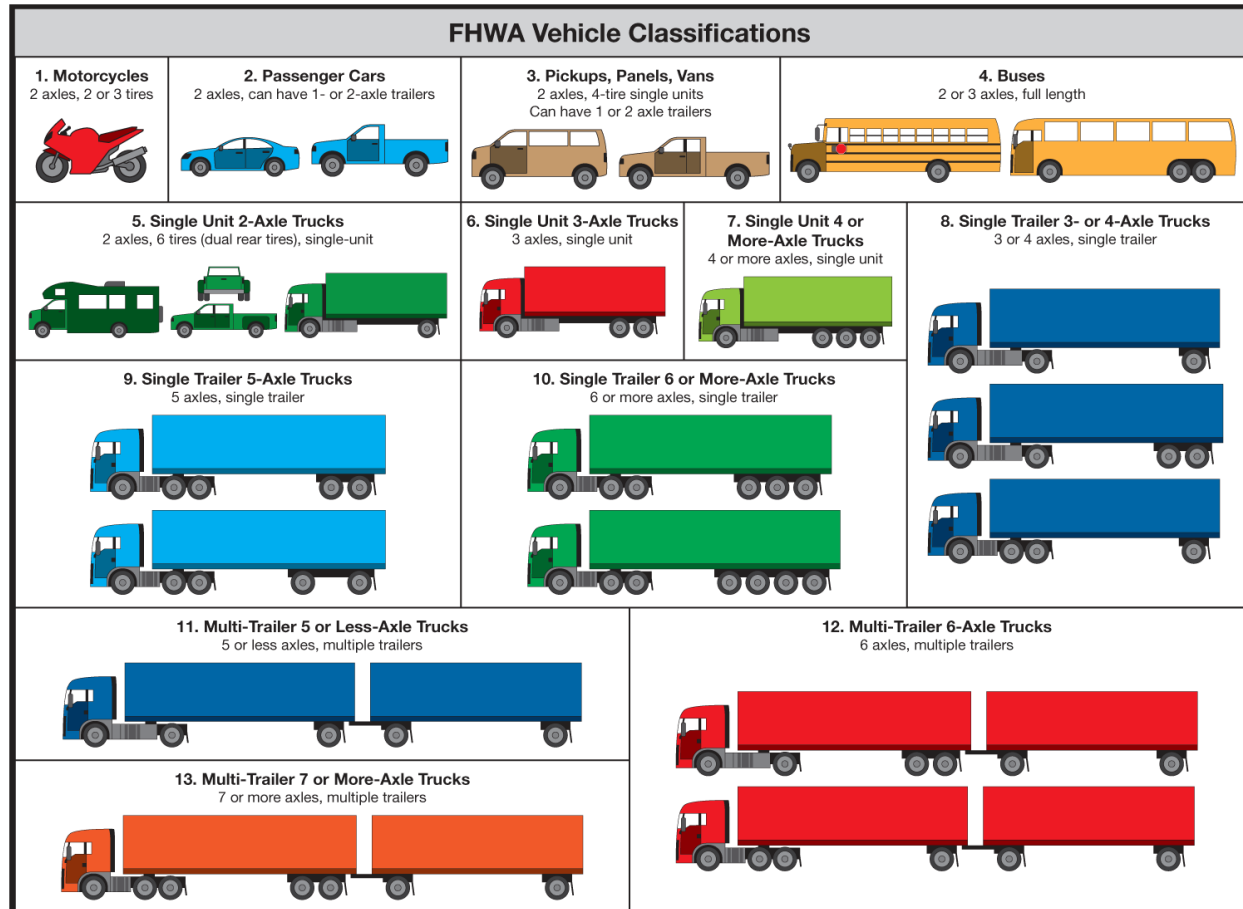 FHWA Vehicle Classifications
1. Motorcycles
2 axles, 2 or 3 tires
2. Passenger Cars
2 axles, can have 1- or 2-axle trailers
3. Pickups, Panels, Vans
2 axles, 4-tire single units
Can have 1 or 2 axle trailers
4. Buses
2 or 3 axles, full length
5. Single Unit 2-Axle Trucks
2 axles, 6 tires (dual rear tires), single-unit
6. Single Unit 3-Axle Trucks
3 axles, single unit
7. Single Unit 4 or
More-Axle Trucks
4 or more axles, single unit
8. Single Trailer 3- or 4-Axle Trucks
3 or 4 axles, single trailer
9. Single Trailer 5-Axle Trucks
5 axles, single trailer
10. Single Trailer 6 or More-Axle Trucks
6 or more axles, single trailer
11. Multi-Trailer 5 or Less-Axle Trucks
5 or less axles, multiple trailers
12. Multi-Trailer 6-Axle Trucks
6 axles, multiple trailers
13. Multi-Trailer 7 or More-Axle Trucks
7 or more axles, multiple trailers